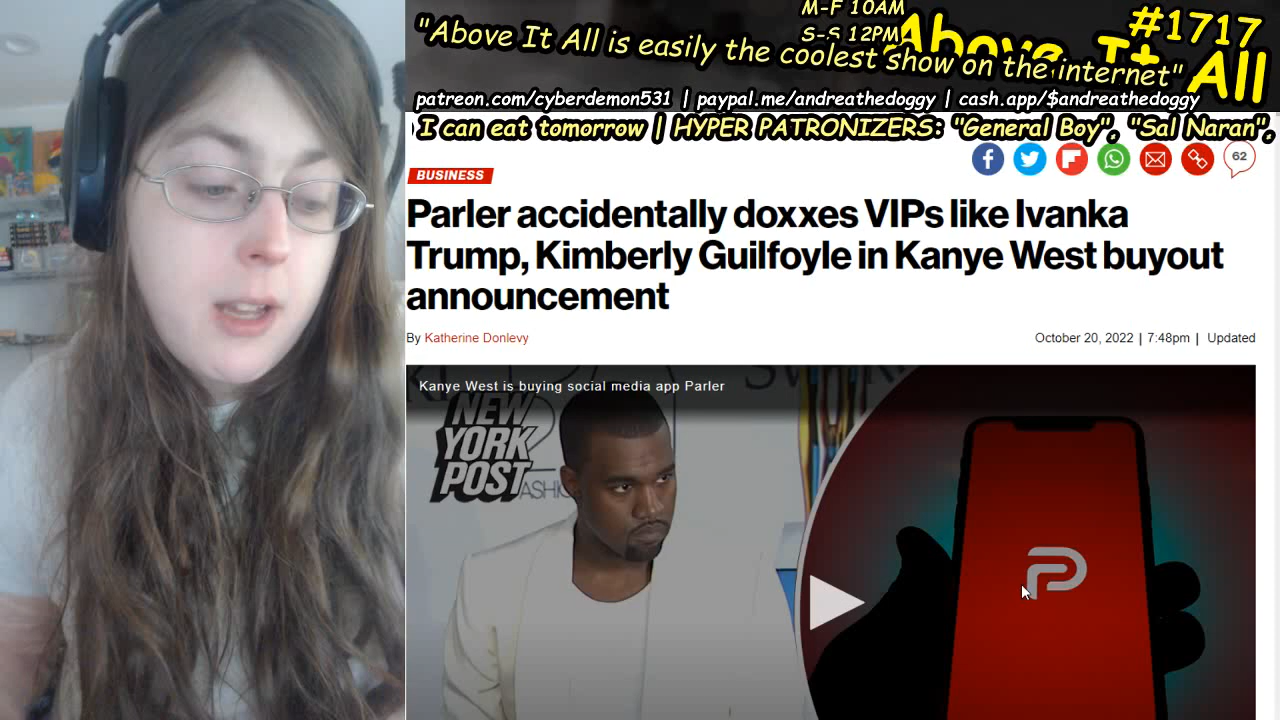 M-F 10AM
S-S 12PM
Above It All
#1717
"Above It All is easily the coolest show on the internet"
patreon.com/cyberdemon531 | paypal.me/andreathedoggy | cash.app/$andreathedoggy
I can eat tomorrow | HYPER PATRONIZERS: "General Boy", "Sal Naran",
62
BUSINESS
Parler accidentally doxxes VIPs like Ivanka
Trump, Kimberly Guilfoyle in Kanye West buyout
announcement
By Katherine Donlevy
October 20, 2022 | 7:48pm | Updated
Kanye West is buying social media app Parler
NEW
YORK
POST